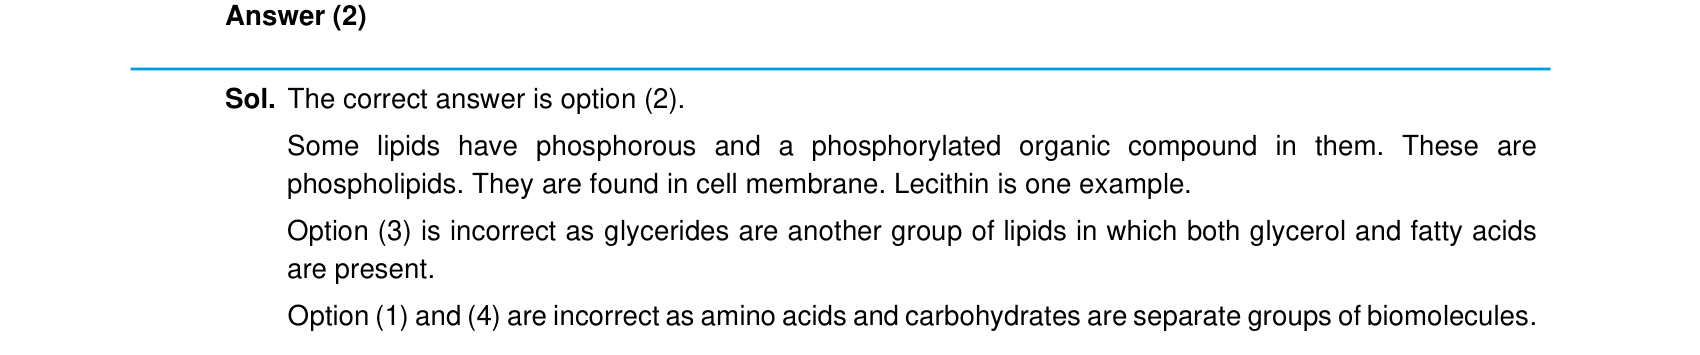 Answer (2)
Sol. The correct answer is option (2).
Some lipids have phosphorous and a phosphorylated organic compound in them. These are
phospholipids. They are found in cell membrane. Lecithin is one example.
Option (3) is incorrect as glycerides are another group of lipids in which both glycerol and fatty acids
are present.
Option (1) and (4) are incorrect as amino acids and carbohydrates are separate groups of biomolecules.